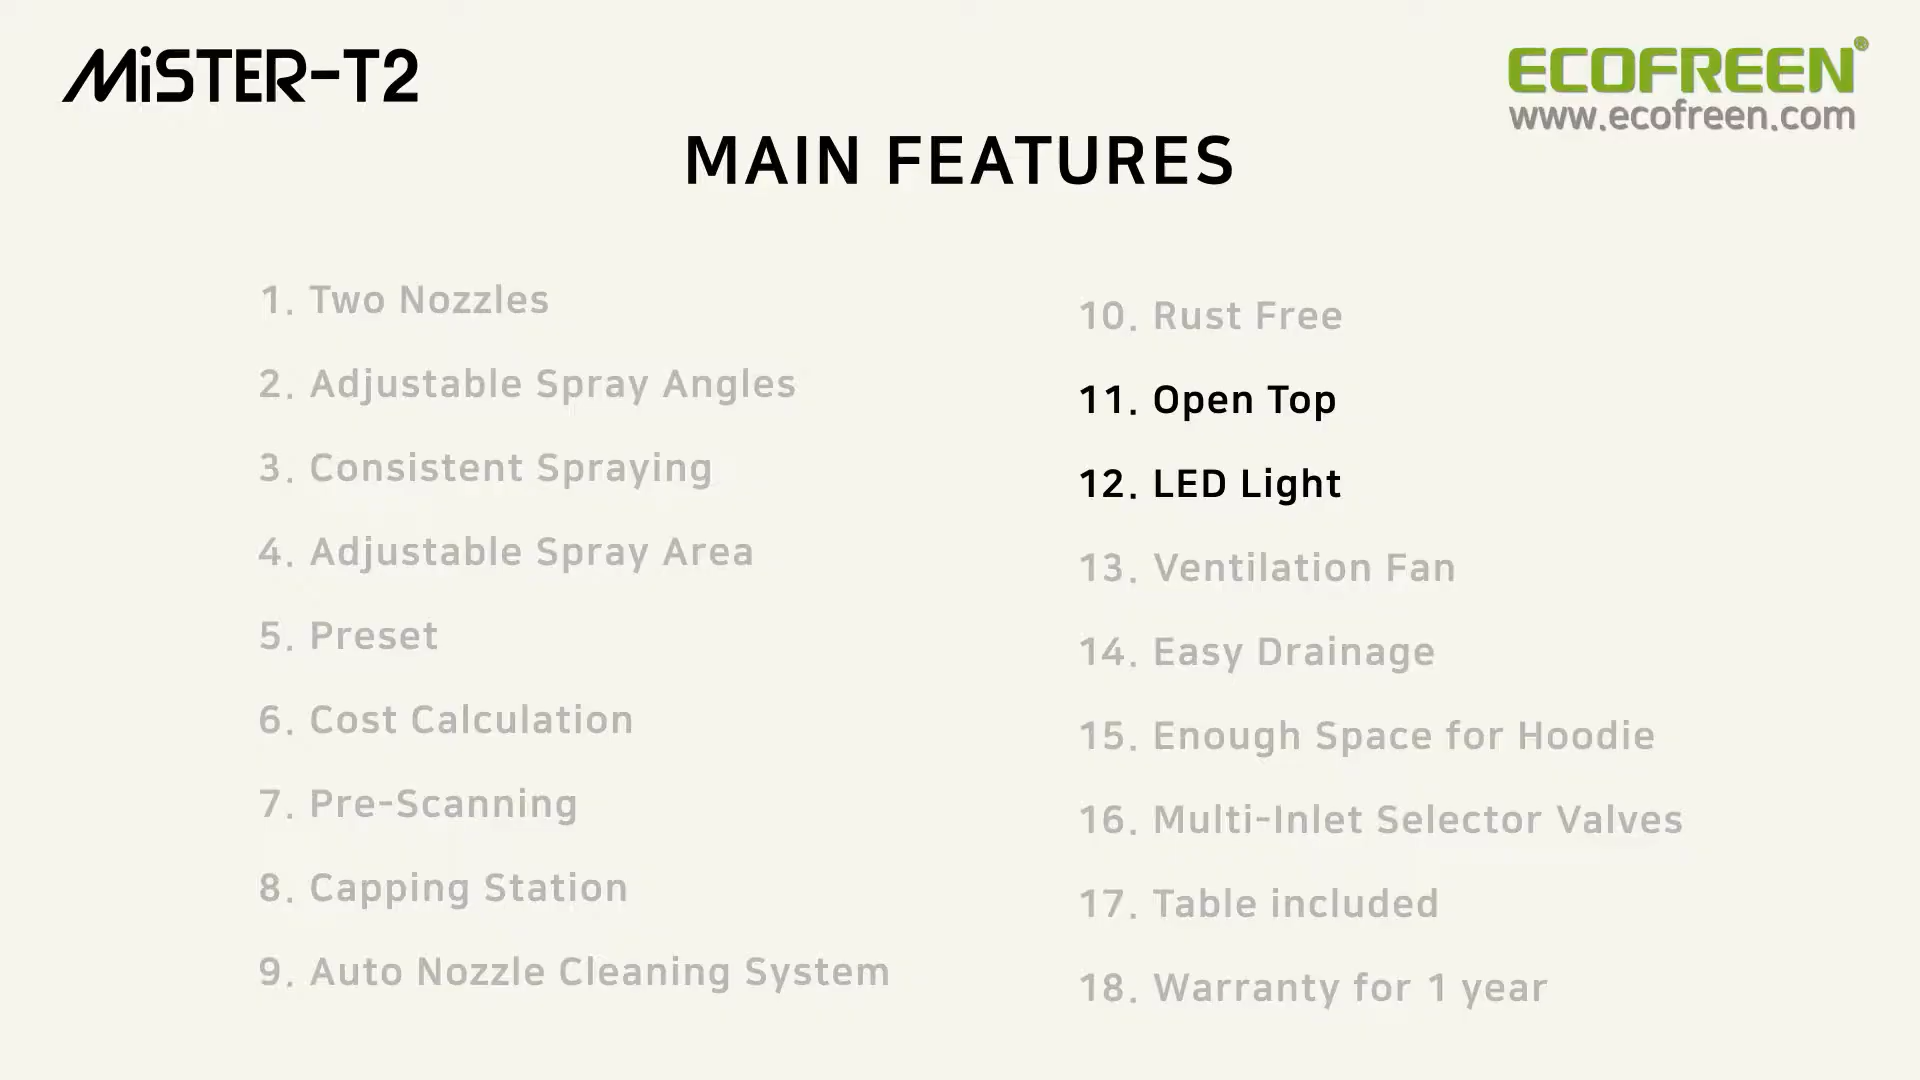 MiSTER-T2
ECOFREEN®
www.ecofreen.com
MAIN FEATURES
1. Two Nozzles
2. Adjustable Spray Angles
3. Consistent Spraying
4. Adjustable Spray Area
5. Preset
6. Cost Calculation
7. Pre-Scanning
8. Capping Station
9. Auto Nozzle Cleaning System
10. Rust Free
11. Open Top
12. LED Light
13. Ventilation Fan
14. Easy Drainage
15. Enough Space for Hoodie
16. Multi-Inlet Selector Valves
17. Table included
18. Warranty for 1 year